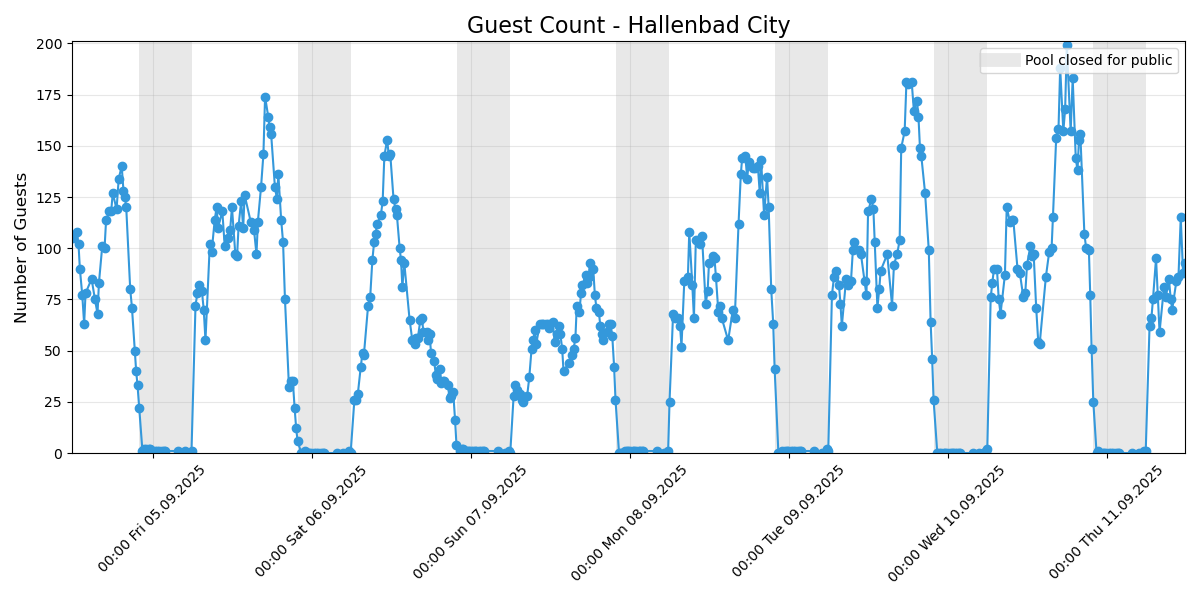 Guest Count - Hallenbad City
Number of Guests
200
175
150
125
100
75
50
25
0
Pool closed for public
00:00 Fri 05.09.2025
00:00 Sat 06.09.2025
00:00 Sun 07.09.2025
00:00 Mon 08.09.2025
00:00 Tue 09.09.2025
00:00 Wed 10.09.2025
00:00 Thu 11.09.2025